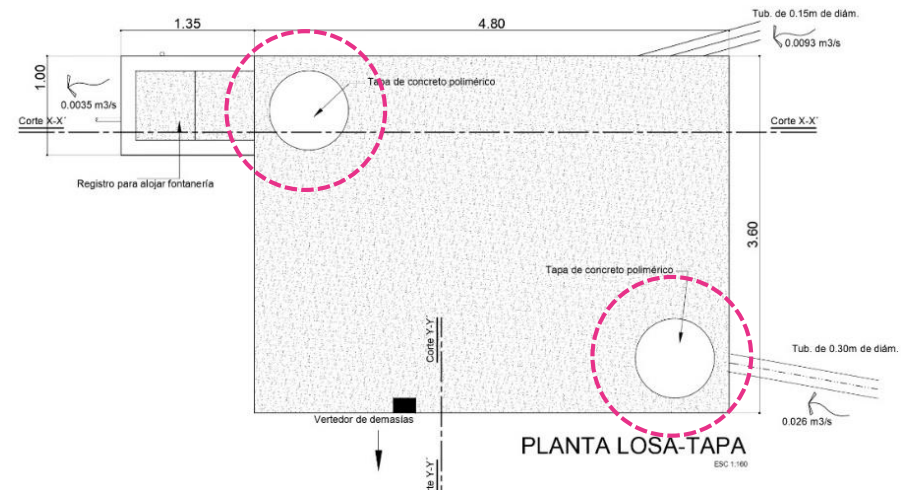 Tub. de 0.15m de diám.
1.35
4.80
0.0093 m3/s
1.00
Tapa de concreto polimérico
0.0035 m3/s
Corte X-X´
Corte X-X´
Registro para alojar fontanería
3.60
Tapa de concreto polimérico
Corte Y-Y´
Tub. de 0.30m de diám.
Vertedor de demasías
0.026 m3/s
PLANTA LOSA-TAPA
ESC 1:160
rte Y-Y´